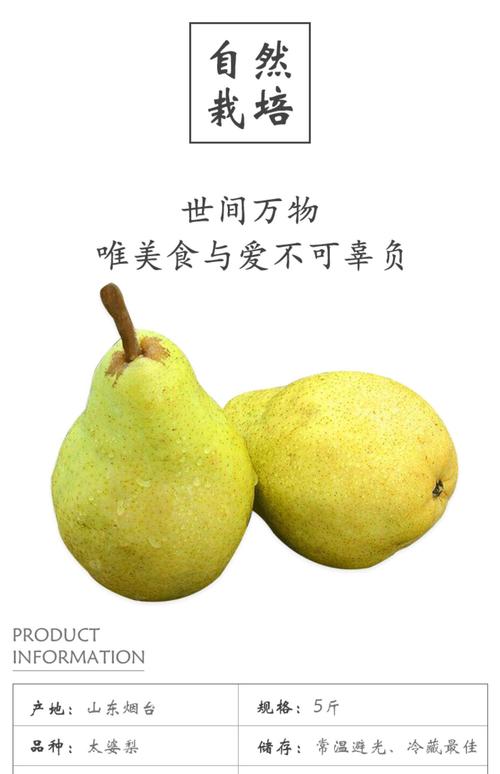 自然
栽培
世间万物
唯美食与爱不可辜负
PRODUCT
INFORMATION
产地：山东烟台
规格：5斤
品种：太婆梨
储存：常温避光、冷藏最佳